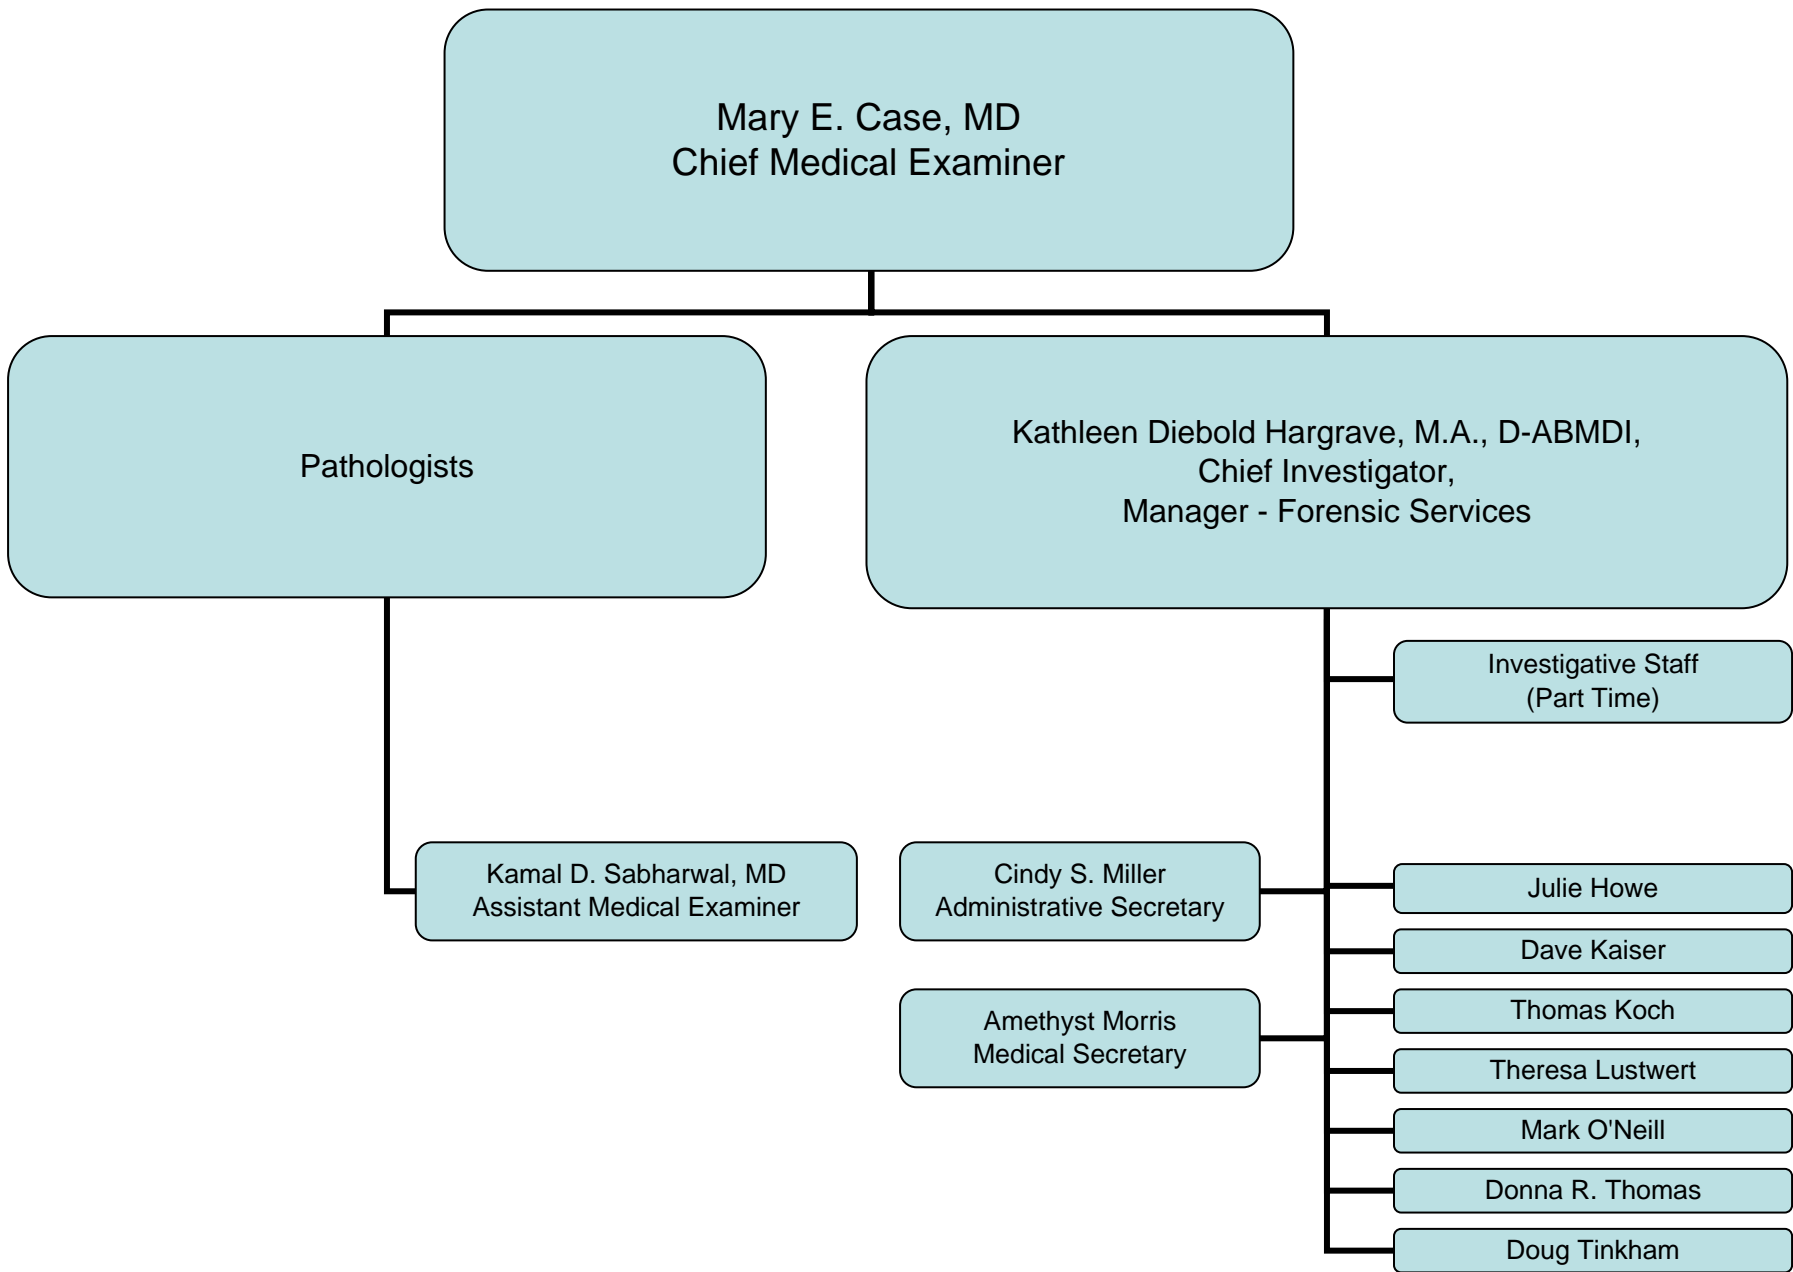 Mary E. Case, MD
Chief Medical Examiner
Pathologists
Kathleen Diebold Hargrave, M.A., D-ABMDI,
Chief Investigator,
Manager - Forensic Services
Investigative Staff
(Part Time)
Kamal D. Sabharwal, MD
Assistant Medical Examiner
Cindy S. Miller
Administrative Secretary
Amethyst Morris
Medical Secretary
Julie Howe
Dave Kaiser
Thomas Koch
Theresa Lustwert
Mark O'Neill
Donna R. Thomas
Doug Tinkham